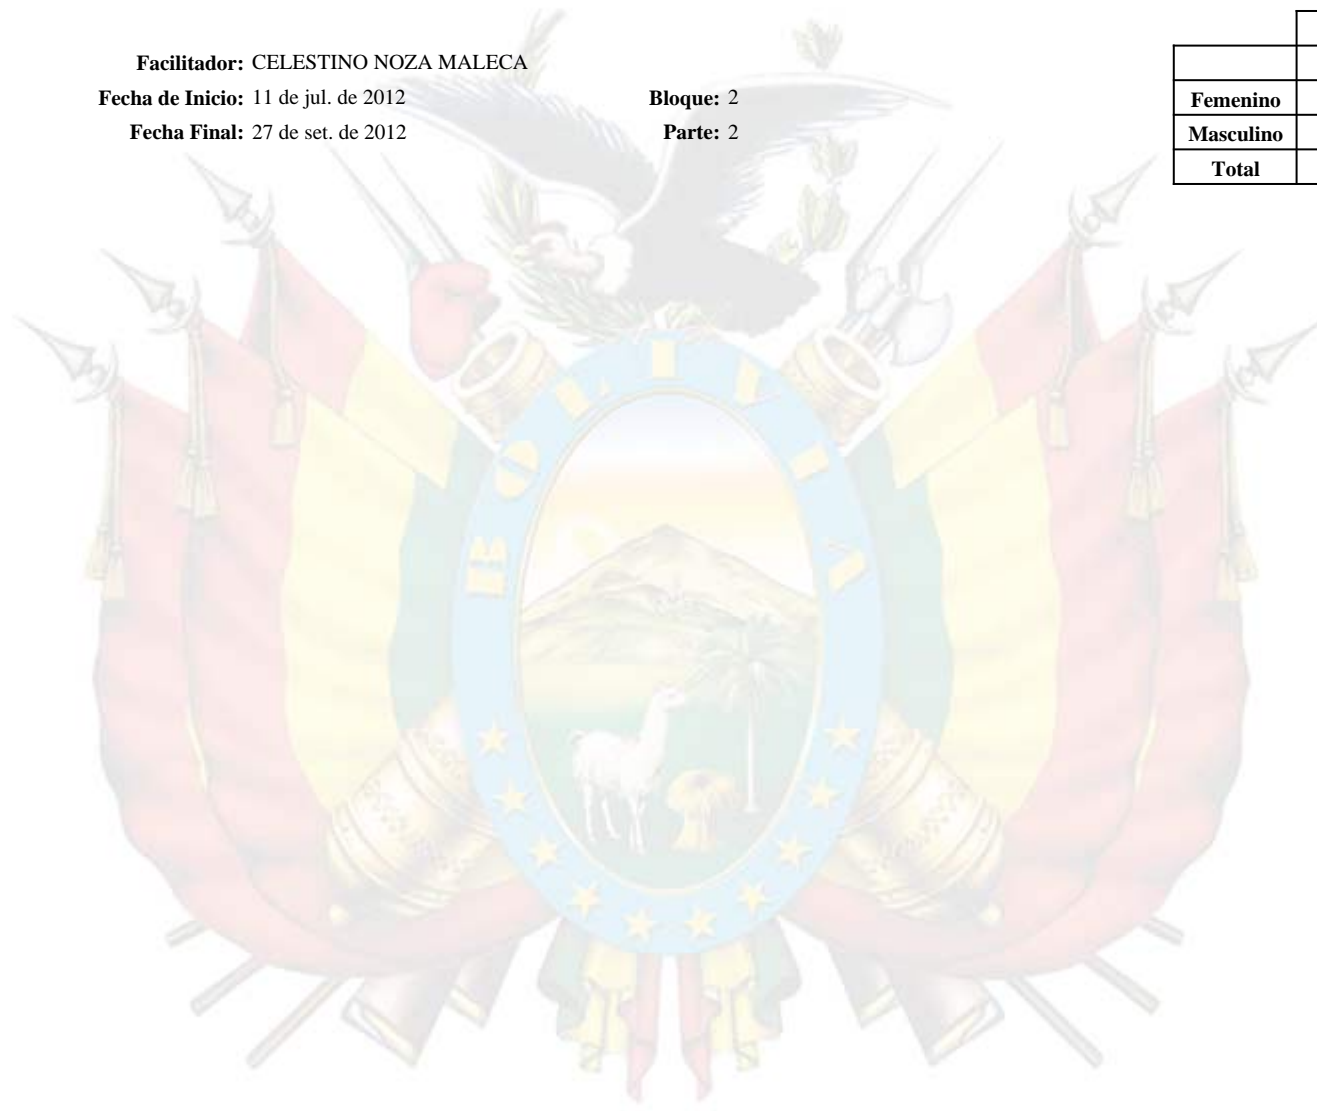 Facilitador: CELESTINO NOZA MALECA
Fecha de Inicio: 11 de jul. de 2012 Bloque: 2
Fecha Final: 27 de set. de 2012 Parte: 2
Femenino
Masculino
Total
BOLIVIA